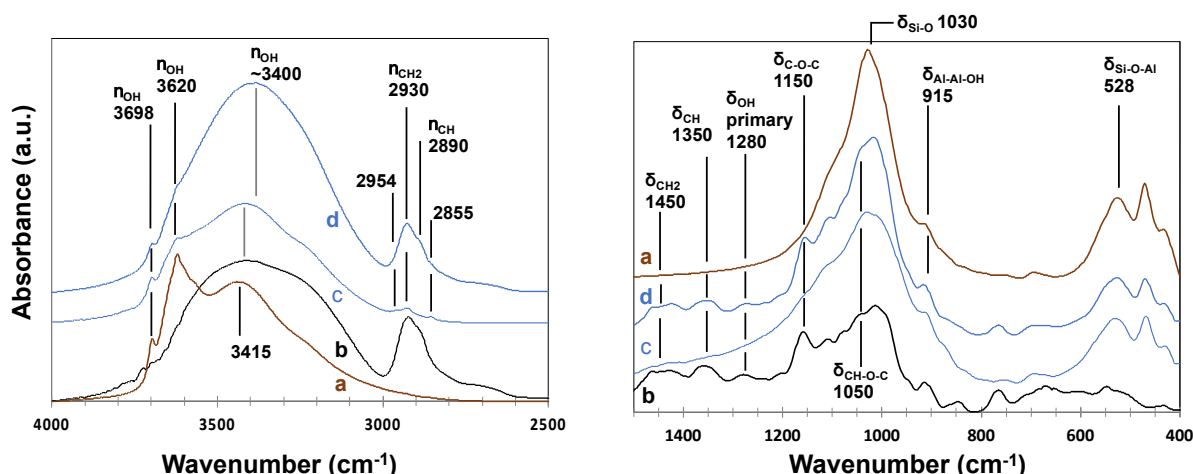 Absorbance (a.u.)
nOH
3698
nOH
3620
nOH
~3400
nCH2
2930
nCH
2890
2954
2855
d
c
b
a
3415
4000 3500 3000 2500
Wavenumber (cm-1)
δSi-O 1030
δC-O-C
1150
δAl-Al-OH
915
δSi-O-Al
528
δCH
1350
δOH
primary
1280
δCH2
1450
a
d
c
b
δCH-O-C
1050
1400 1200 1000 800 600 400
Wavenumber (cm-1)